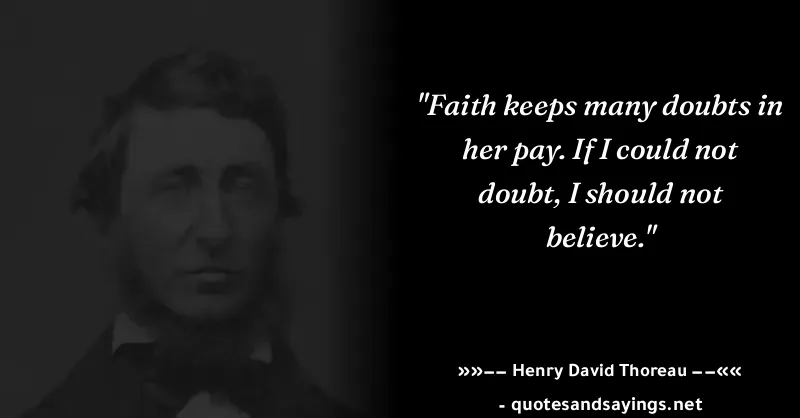 "Faith keeps many doubts in
her pay. If I could not
doubt, I should not
believe."
»»−− Henry David Thoreau −−««
- quotesandsayings.net